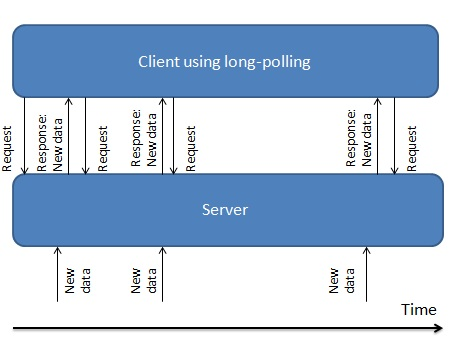 Client using long-polling
Request
Response:
New data
Request
Response:
New data
Request
Response:
New data
Request
Server
New
data
New
data
New
data
Time